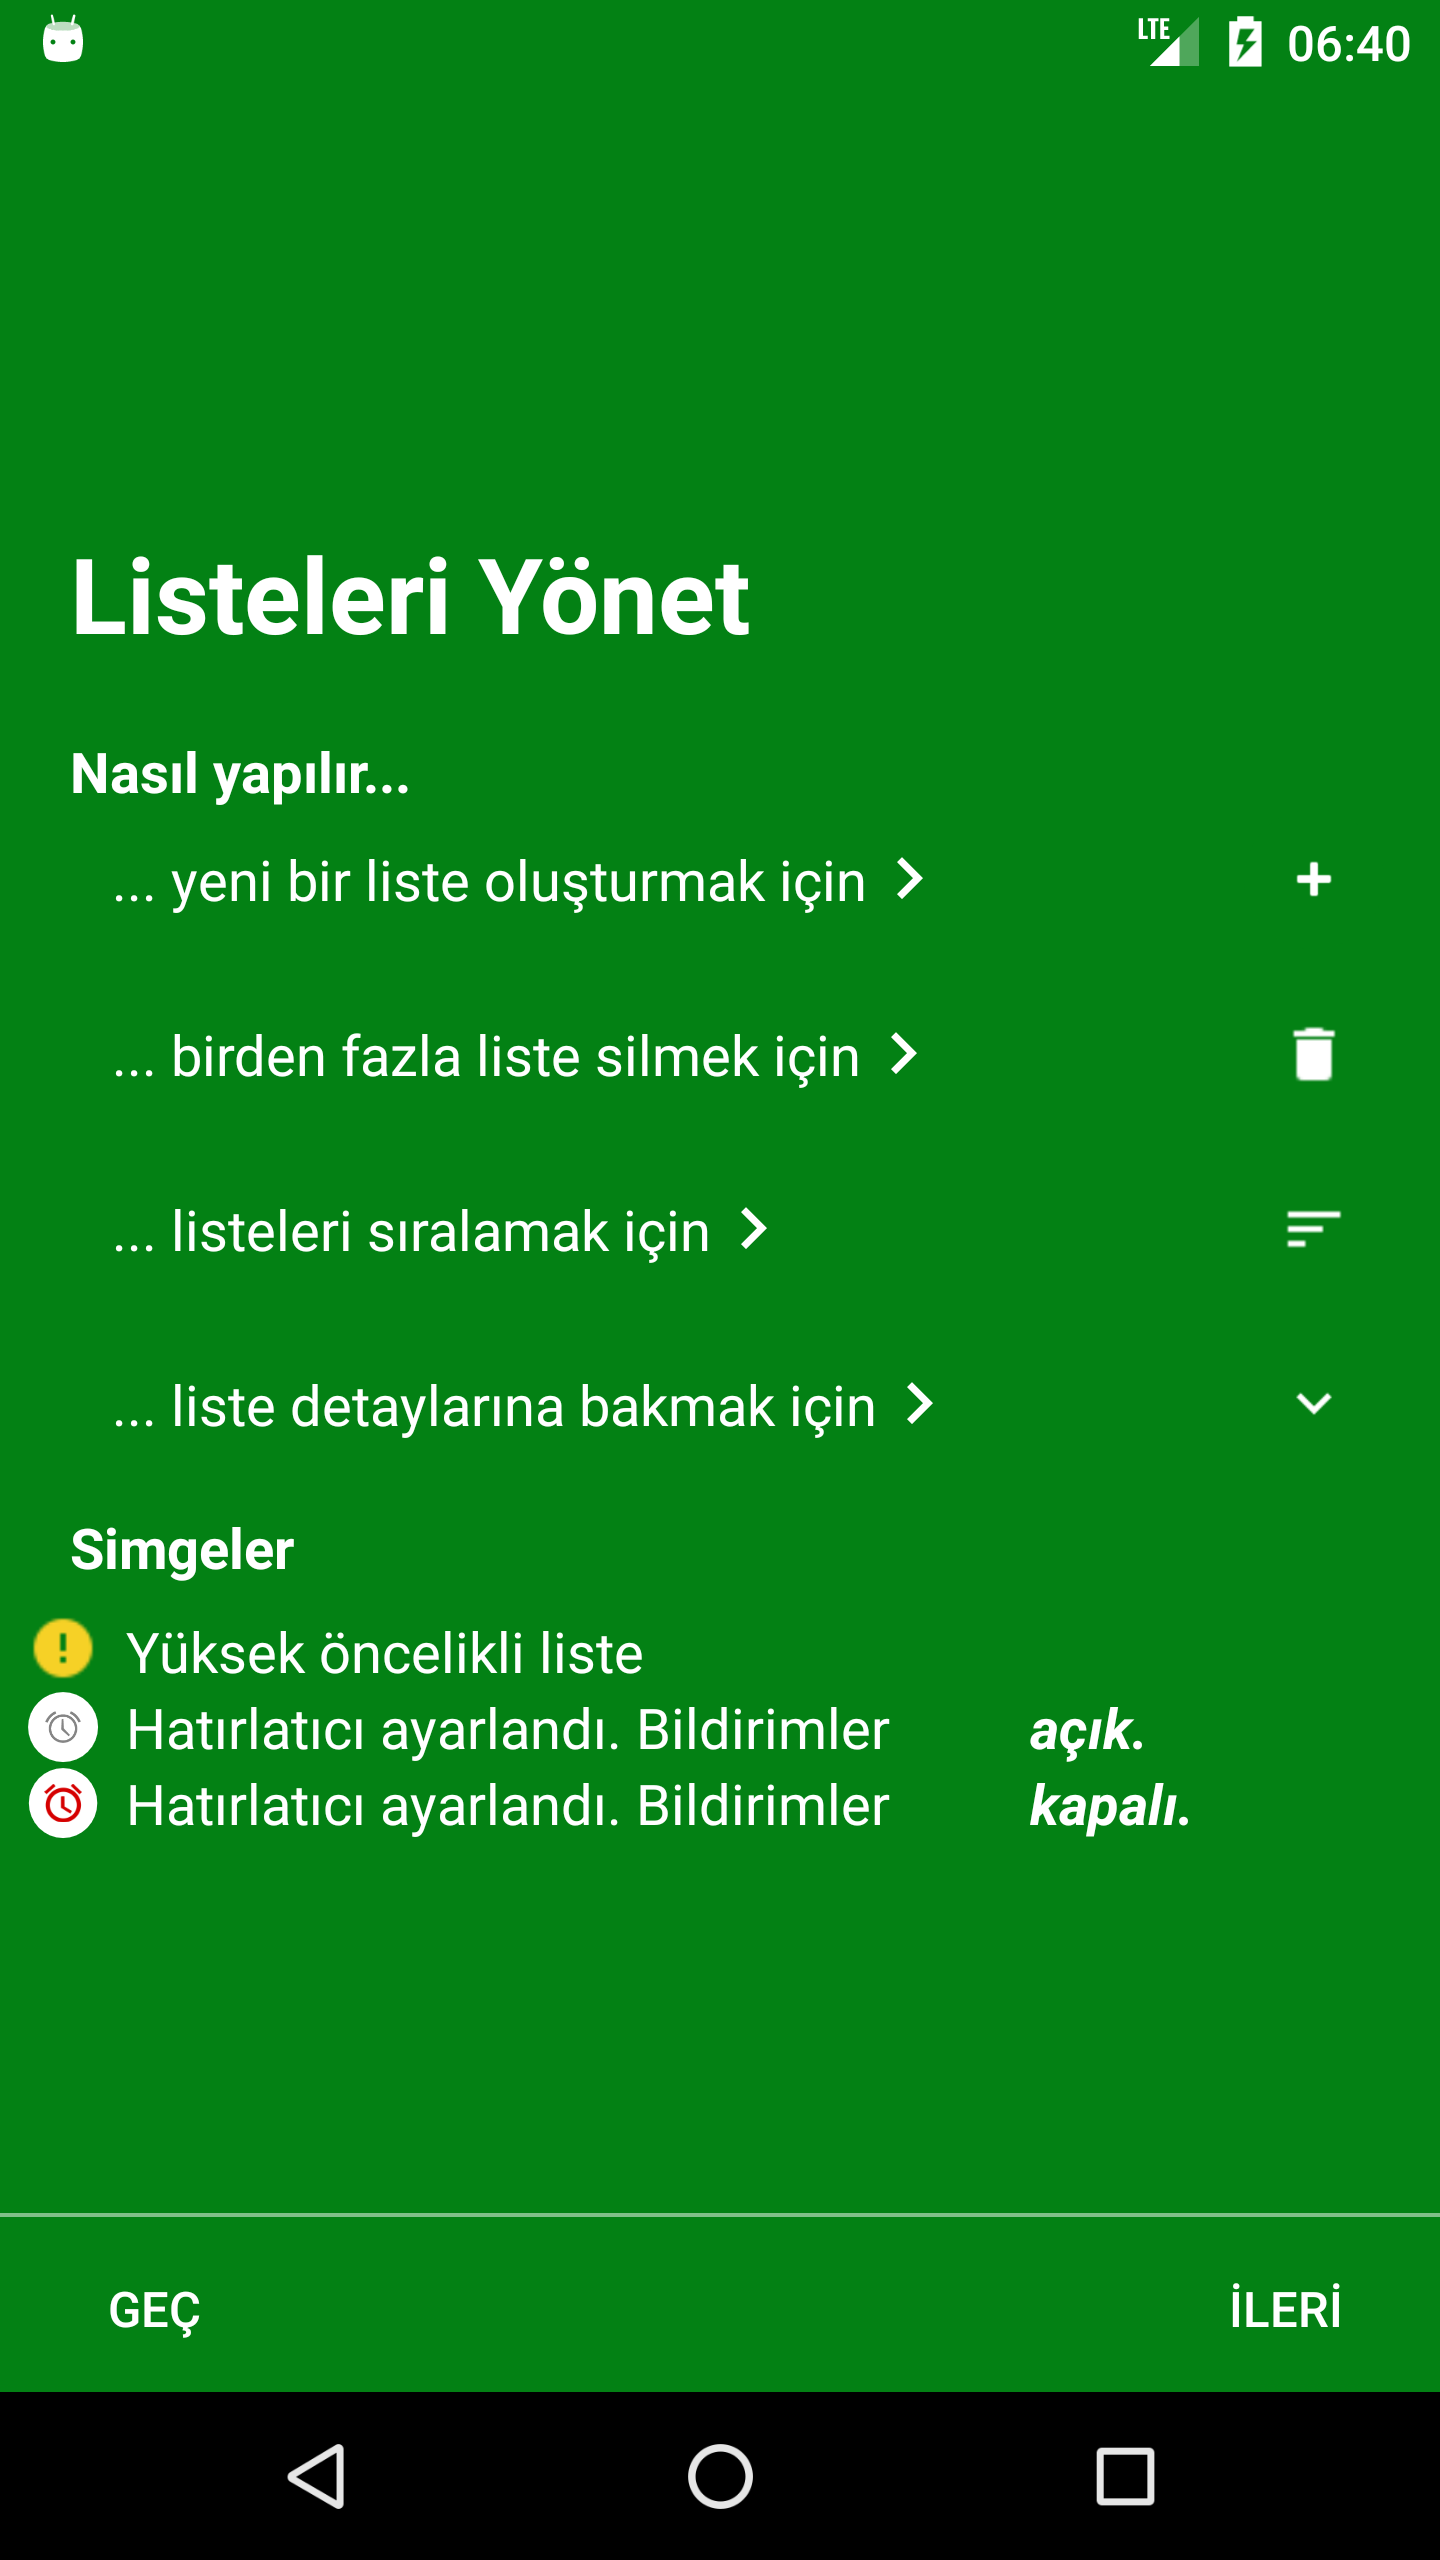 LTE 06:40
Listeleri Yönet
Nasıl yapılır...
... yeni bir liste oluşturmak için
... birden fazla liste silmek için
... listeleri sıralamak için
... liste detaylarına bakmak için
Simgeler
Yüksek öncelikli liste
Hatırlatıcı ayarlandı. Bildirimler açık.
Hatırlatıcı ayarlandı. Bildirimler kapalı.
GEÇ İLERİ